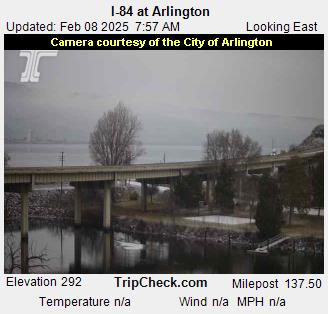 I-84 at Arlington
Updated: Feb 08 2025 7:57 AM Looking East
Camera courtesy of the City of Arlington
Elevation 292 TripCheck.com Milepost 137.50
Temperature n/a Wind n/a MPH n/a